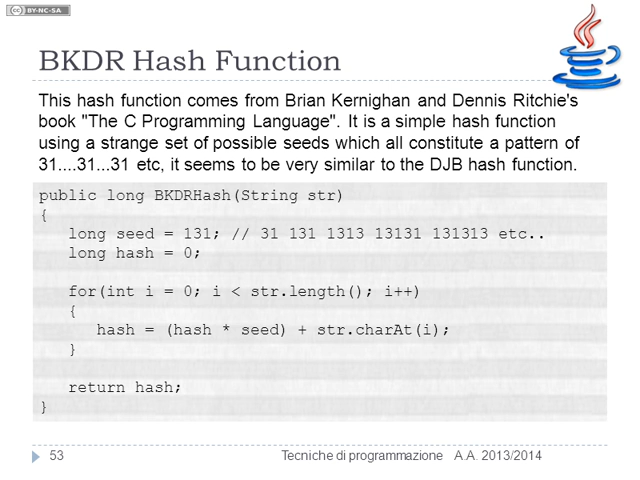 cc BY-NC-SA
BKDR Hash Function
This hash function comes from Brian Kernighan and Dennis Ritchie's
book "The C Programming Language". It is a simple hash function
using a strange set of possible seeds which all constitute a pattern of
31....31...31 etc, it seems to be very similar to the DJB hash function.
public long BKDRHash(String str)
{
long seed = 131; // 31 131 1313 13131 131313 etc..
long hash = 0;
for(int i = 0; i < str.length(); i++)
{
hash = (hash * seed) + str.charAt(i);
}
return hash;
}
53 Tecniche di programmazione A.A. 2013/2014